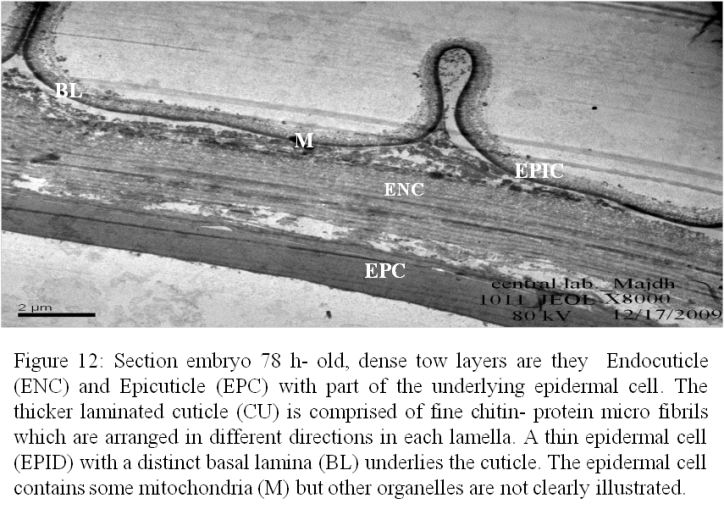 BL
M
EPIC
ENC
EPC
central lab Majdh
1011 JEOL X8000
80 kV 12/17/2009
2 µm
Figure 12: Section embryo 78 h- old, dense tow layers are they Endocuticle
(ENC) and Epicuticle (EPC) with part of the underlying epidermal cell. The
thicker laminated cuticle (CU) is comprised of fine chitin- protein micro fibrils
which are arranged in different directions in each lamella. A thin epidermal cell
(EPID) with a distinct basal lamina (BL) underlies the cuticle. The epidermal cell
contains some mitochondria (M) but other organelles are not clearly illustrated.